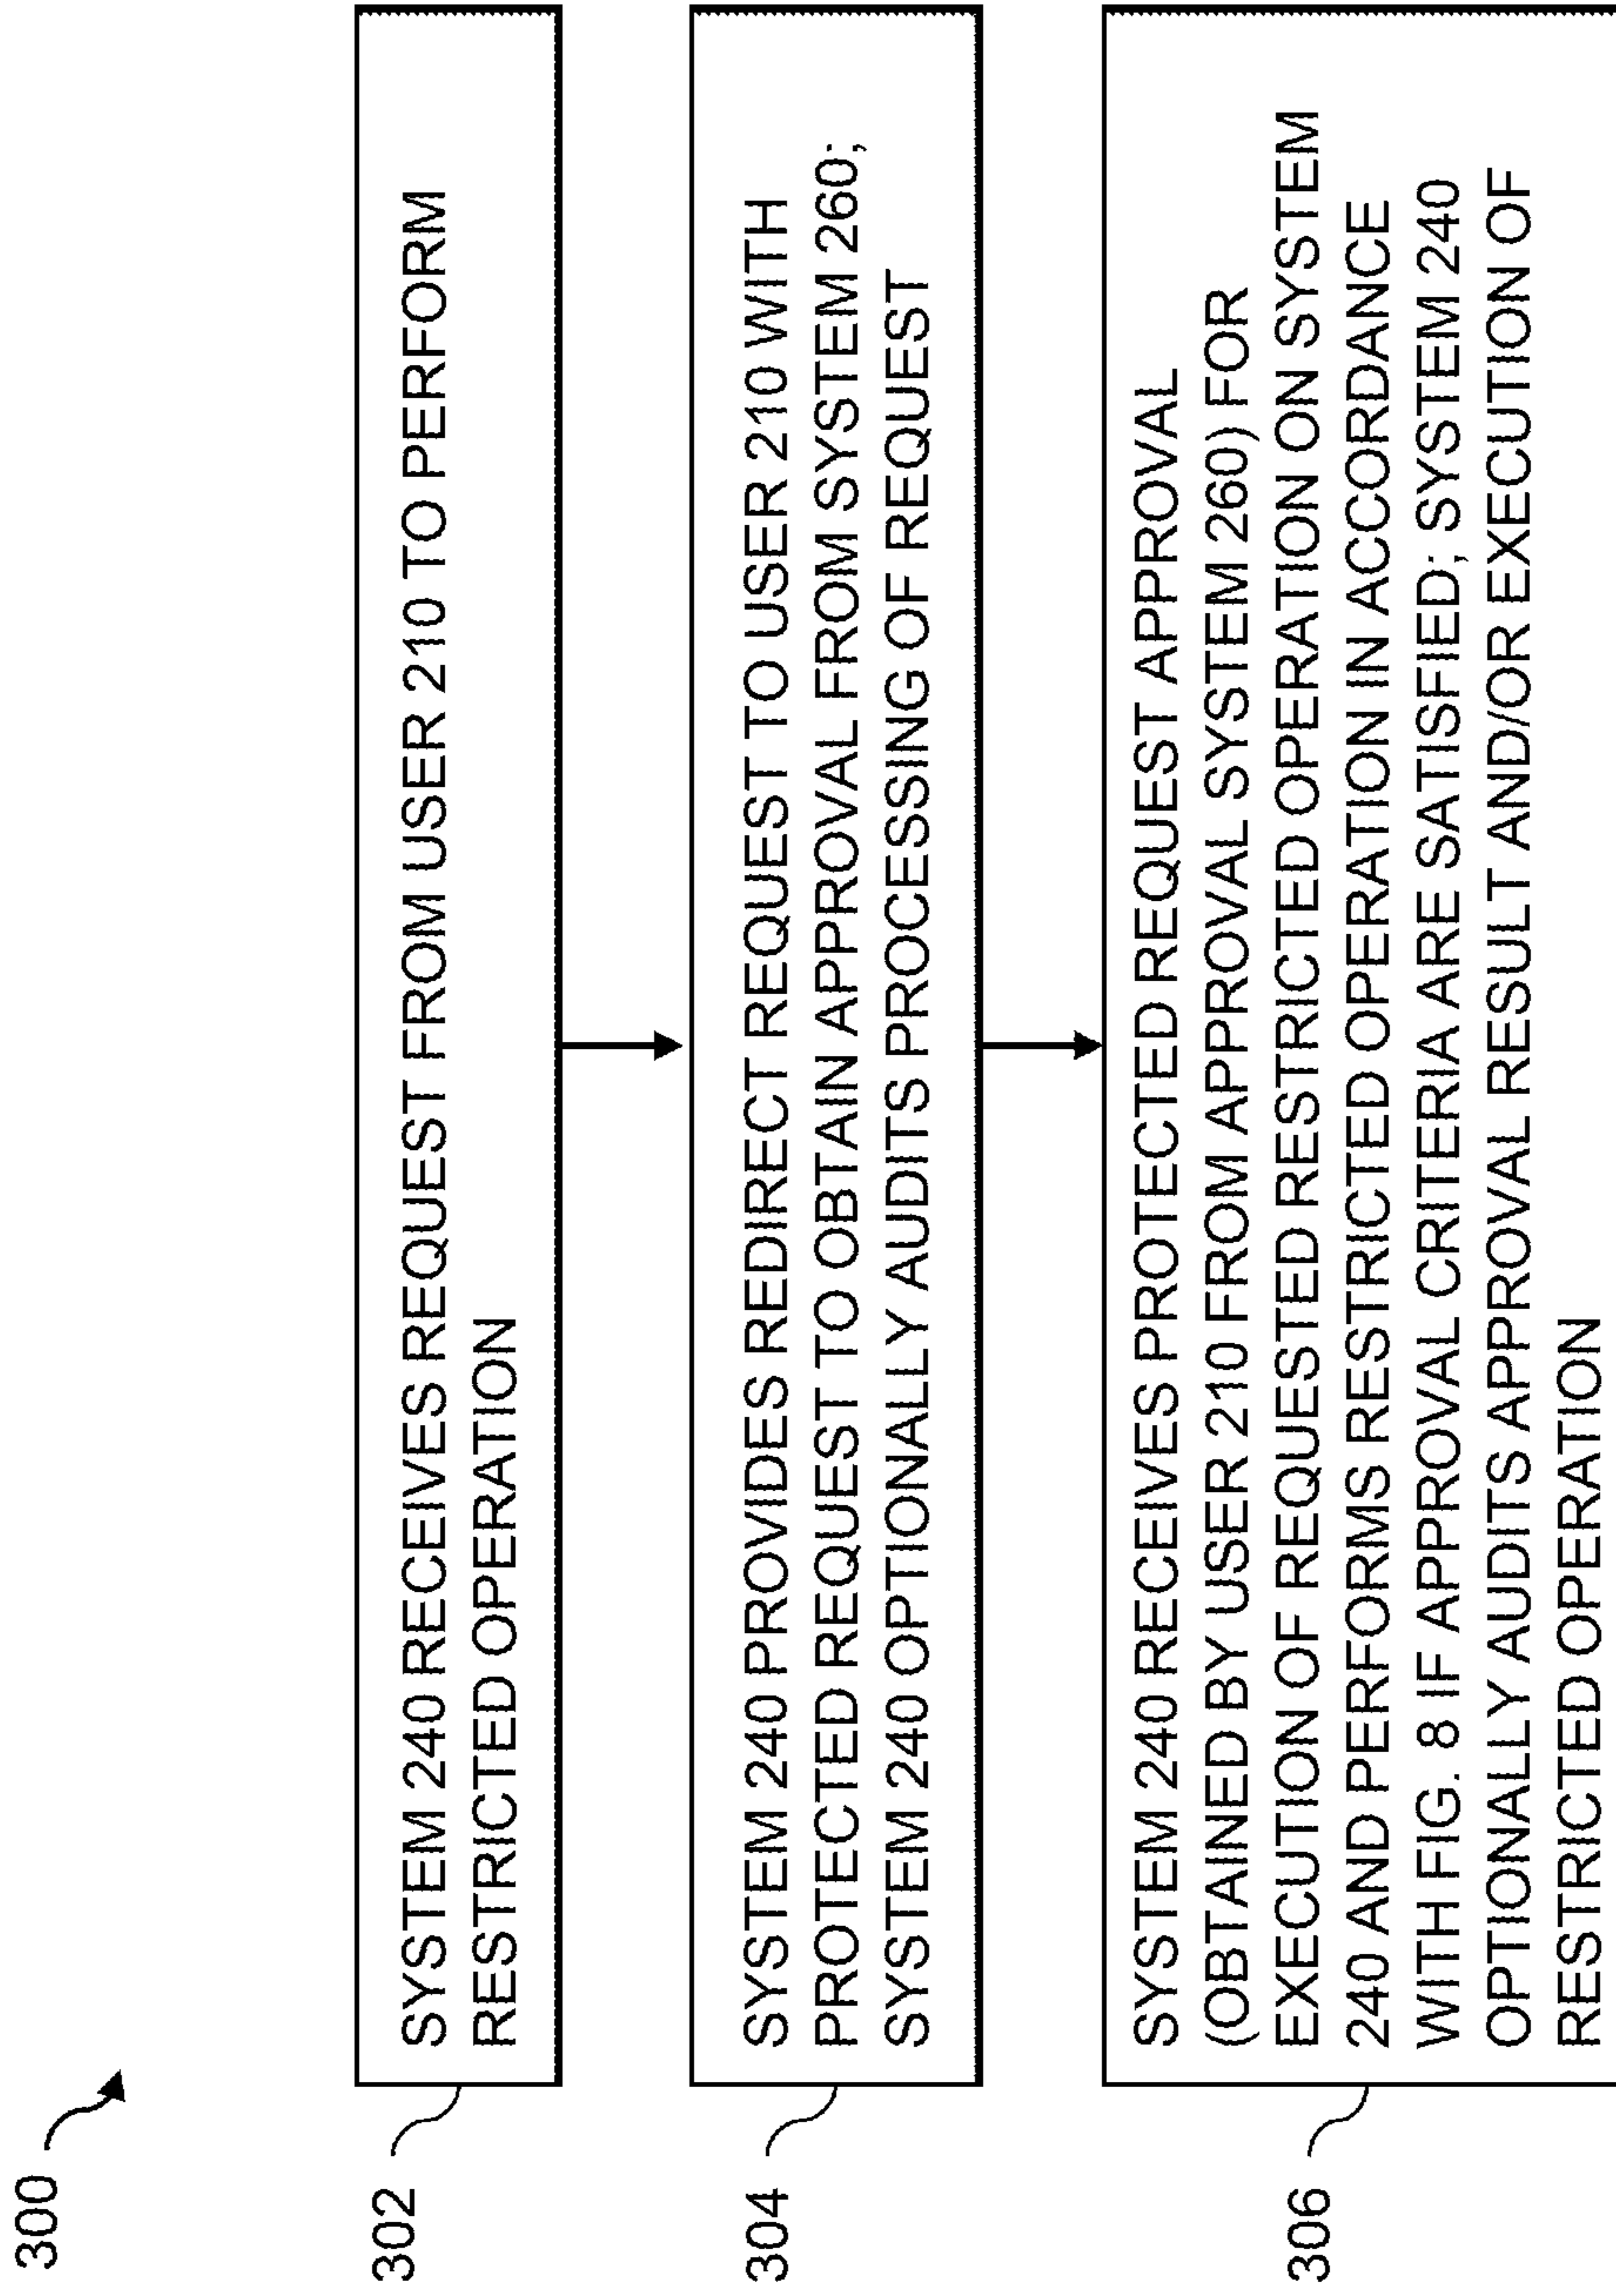 300
302
SYSTEM 240 RECEIVES REQUEST FROM USER 210 TO PERFORM
RESTRICTED OPERATION
304
SYSTEM 240 PROVIDES REDIRECT REQUEST TO USER 210 WITH
PROTECTED REQUEST TO OBTAIN APPROVAL FROM SYSTEM 260;
SYSTEM 240 OPTIONALLY AUDITS PROCESSING OF REQUEST
306
SYSTEM 240 RECEIVES PROTECTED REQUEST APPROVAL
(OBTAINED BY USER 210 FROM APPROVAL SYSTEM 260) FOR
EXECUTION OF REQUESTED RESTRICTED OPERATION ON SYSTEM
240 AND PERFORMS RESTRICTED OPERATION IN ACCORDANCE
WITH FIG. 8 IF APPROVAL CRITERIA ARE SATISFIED; SYSTEM 240
OPTIONALLY AUDITS APPROVAL RESULT AND/OR EXECUTION OF
RESTRICTED OPERATION